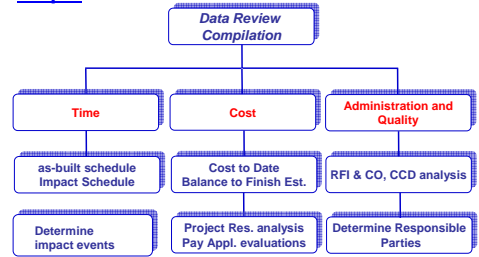 Data Review
Compilation
Time
Cost
Administration and
Quality
as-built schedule
Impact Schedule
Cost to Date
Balance to Finish Est.
RFI & CO, CCD analysis
Determine
impact events
Project Res. analysis
Pay Appl. evaluations
Determine Responsible
Parties